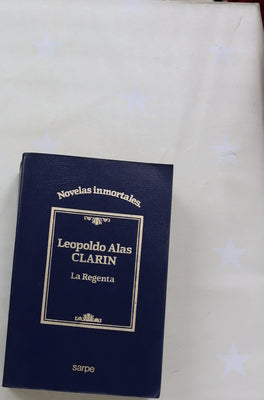 Novelas inmortales.
Leopoldo Alas
CLARIN
La Regenta
sarpe